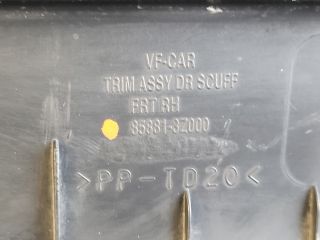 VF-CAR
TRIM ASSY DR SCUFF
FRT RH
85881-3Z000
>PP-TD20<